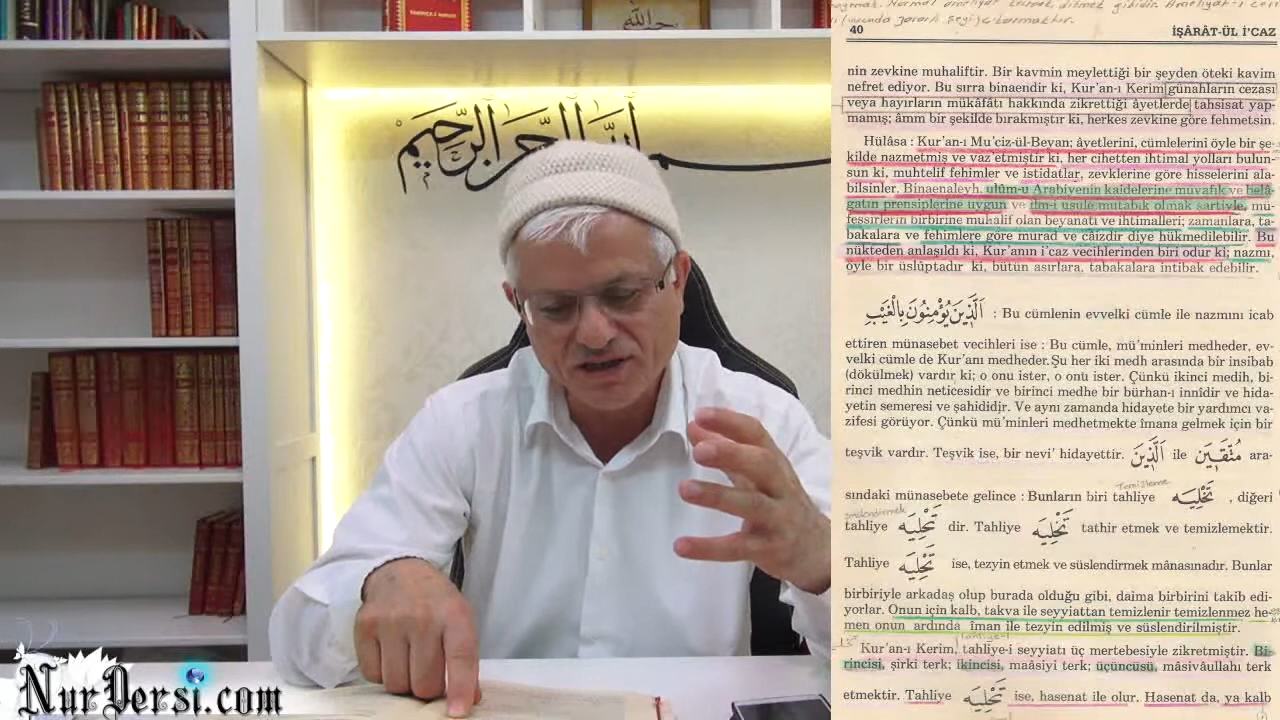 بسم الله الرحمن الرحيم
NurDersi.com
40 İŞÂRÂT-ÜL İ'CAZ
nin zevkine muhaliftir. Bir kavmin meylettiği bir şeyden öteki kavim
nefret ediyor. Bu sırra binaendir ki, Kur'an-ı Kerim günahların cezası
veya hayırların mükâfâtı hakkında zikrettiği âyetlerde tahsisat yap-
mamış; âmm bir şekilde bırakmıştır ki, herkes zevkine göre fehmetsin.
Hülâsa : Kur'an-ı Mu'ciz-ül-Beyan; âyetlerini, cümlelerini öyle bir şe-
kilde nazmetmiş ve vaz'etmiştir ki, her cihetten ihtimal yolları bulun-
sun ki, muhtelif fehimler ve istidatlar, zevklerine göre hisselerini ala-
bilsinler. Binaenaleyh, ulûm-u Arabiyenin kaidelerine muvafık ve belâ-
gatın prensiplerine uygun ve ilm-i usule mutabık olmak şartiyle, mü-
fessirlerin birbirine muhalif olan beyanatı ve ihtimalleri; zamanlara, ta-
bakalara ve fehimlere göre murad ve câizdir diye hükmedilebilir. Bu
nükteden anlaşıldı ki, Kur'anın i'caz vecihlerinden biri odur ki; nazmı,
öyle bir üslûptadır ki, bütün asırlara, tabakalara intibak edebilir.
اَلَّذِينَ يُؤْمِنُونَ بِالْغَيْبِ : Bu cümlenin evvelki cümle ile nazmını icab
ettiren münasebet vecihleri ise : Bu cümle, mü'minleri medheder, ev-
velki cümle de Kur'anı medheder. Şu her iki medh arasında bir insibab
(dökülmek) vardır ki; o onu ister, o onu ister. Çünkü ikinci medih, bi-
rinci medhin neticesidir ve birinci medhe bir bürhan-ı innîdir ve hida-
yetin semeresi ve şahididir. Ve aynı zamanda hidayete bir yardımcı va-
zifesi görüyor. Çünkü mü'minleri medhetmekte îmana gelmek için bir
teşvik vardır. Teşvik ise, bir nevi' hidayettir. اَلَّذِينَ ile مُتَّقِينَ ara-
Temizleme
sındaki münasebete gelince : Bunların biri tahliye تَخْلِيَه , diğeri
süslendirmek
tahliye تَحْلِيَه dir. Tahliye تَخْلِيَه tathir etmek ve temizlemektir.
Tahliye تَحْلِيَه ise, tezyin etmek ve süslendirmek mânasınadır. Bunlar
birbiriyle arkadaş olup burada olduğu gibi, daima birbirini takib edi-
yorlar. Onun için kalb, takva ile seyyiattan temizlenir temizlenmez he-
men onun ardında îman ile tezyin edilmiş ve süslendirilmiştir.
Kur'an-ı Kerim, tahliye-i seyyiatı üç mertebesiyle zikretmiştir. Bi-
rincisi, şirki terk; ikincisi, maâsiyi terk; üçüncüsü, mâsivâullahı terk
etmektir. Tahliye تَحْلِيَه ise, hasenat ile olur. Hasenat da, ya kalb